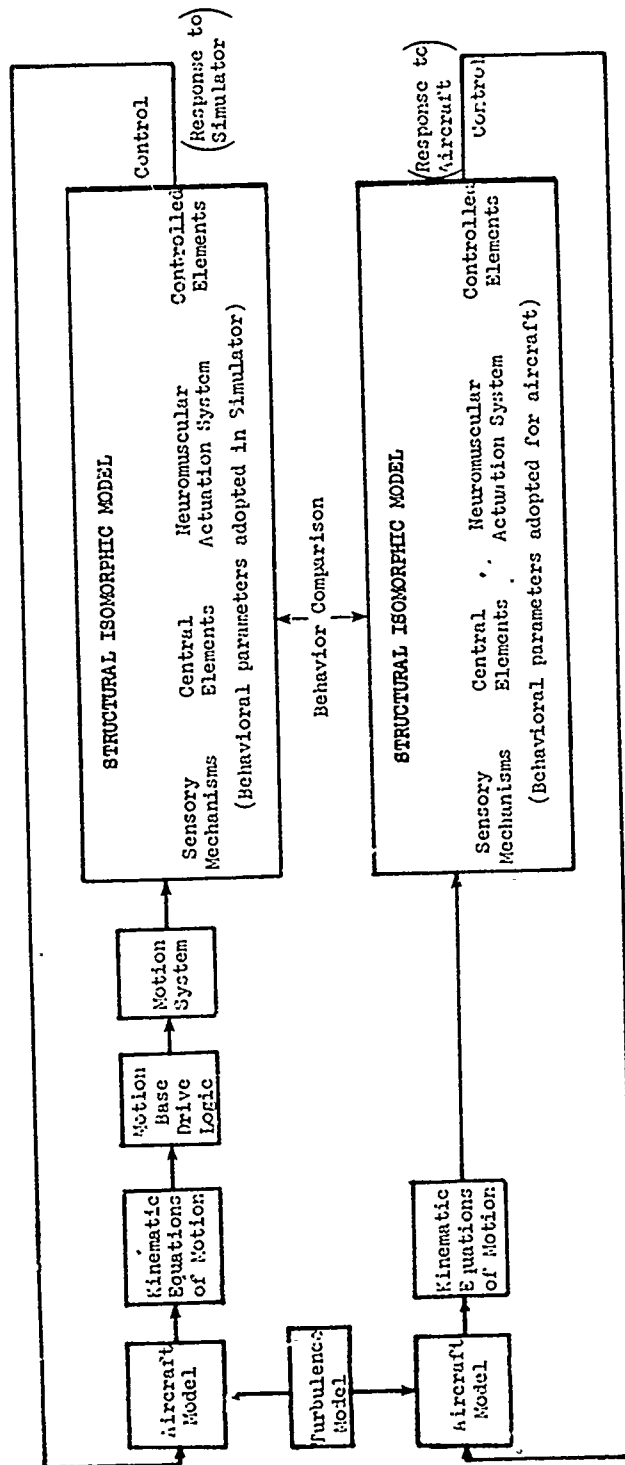 Aircraft
Model
Kinematic
Equations
of Motion
Motion
Base
Drive
Logic
Motion
System
STRUCTURAL ISOMORPHIC MODEL
Sensory
Mechanisms
Central
Elements
Neuromuscular
Actuation System
Controlled
Elements
(Behavioral parameters adopted in Simulator)
Control
(Response to
Simulator)
Turbulence
Model
Behavior Comparison
Aircraft
Model
Kinematic
Equations
of Motion
STRUCTURAL ISOMORPHIC MODEL
Sensory
Mechanisms
Central
Elements
Neuromuscular
Actuation System
Controlled
Elements
(Behavioral parameters adopted for aircraft)
(Response to
Aircraft)
Control